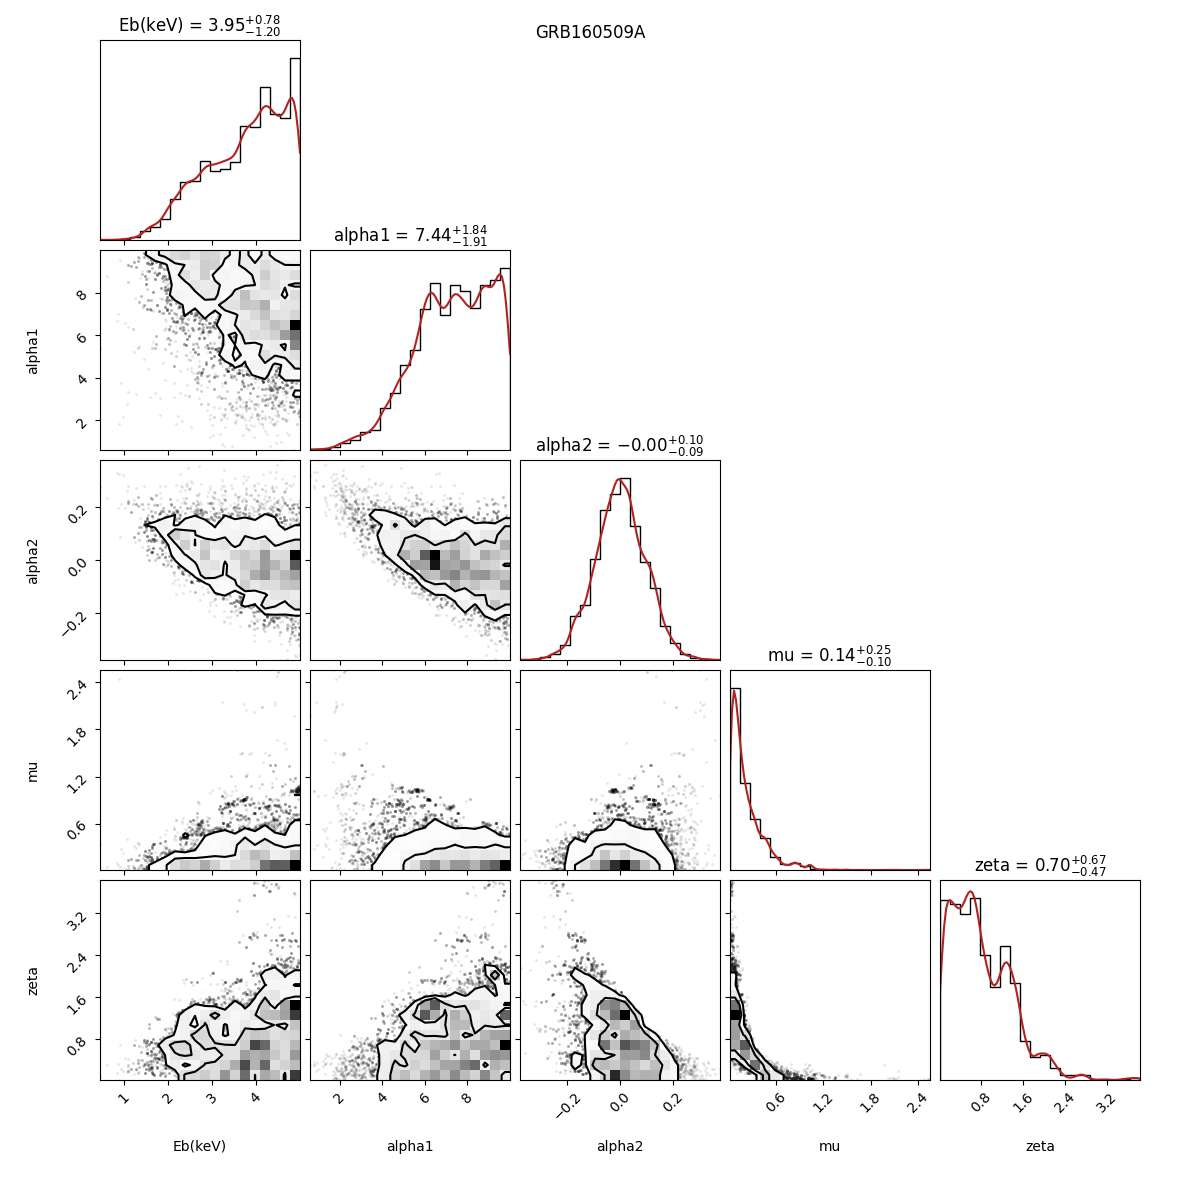 GRB160509A
Eb(keV) = 3.95+0.78−1.20
alpha1 = 7.44+1.84−1.91
8
6
4
2
alpha1
alpha2 = −0.00+0.10−0.09
0.2
0.0
−0.2
alpha2
mu = 0.14+0.25−0.10
2.4
1.8
1.2
0.6
mu
zeta = 0.70+0.67−0.47
3.2
2.4
1.6
0.8
zeta
1 2 3 4 2 4 6 8 −0.2 0.0 0.2 0.6 1.2 1.8 2.4 0.8 1.6 2.4 3.2
Eb(keV) alpha1 alpha2 mu zeta